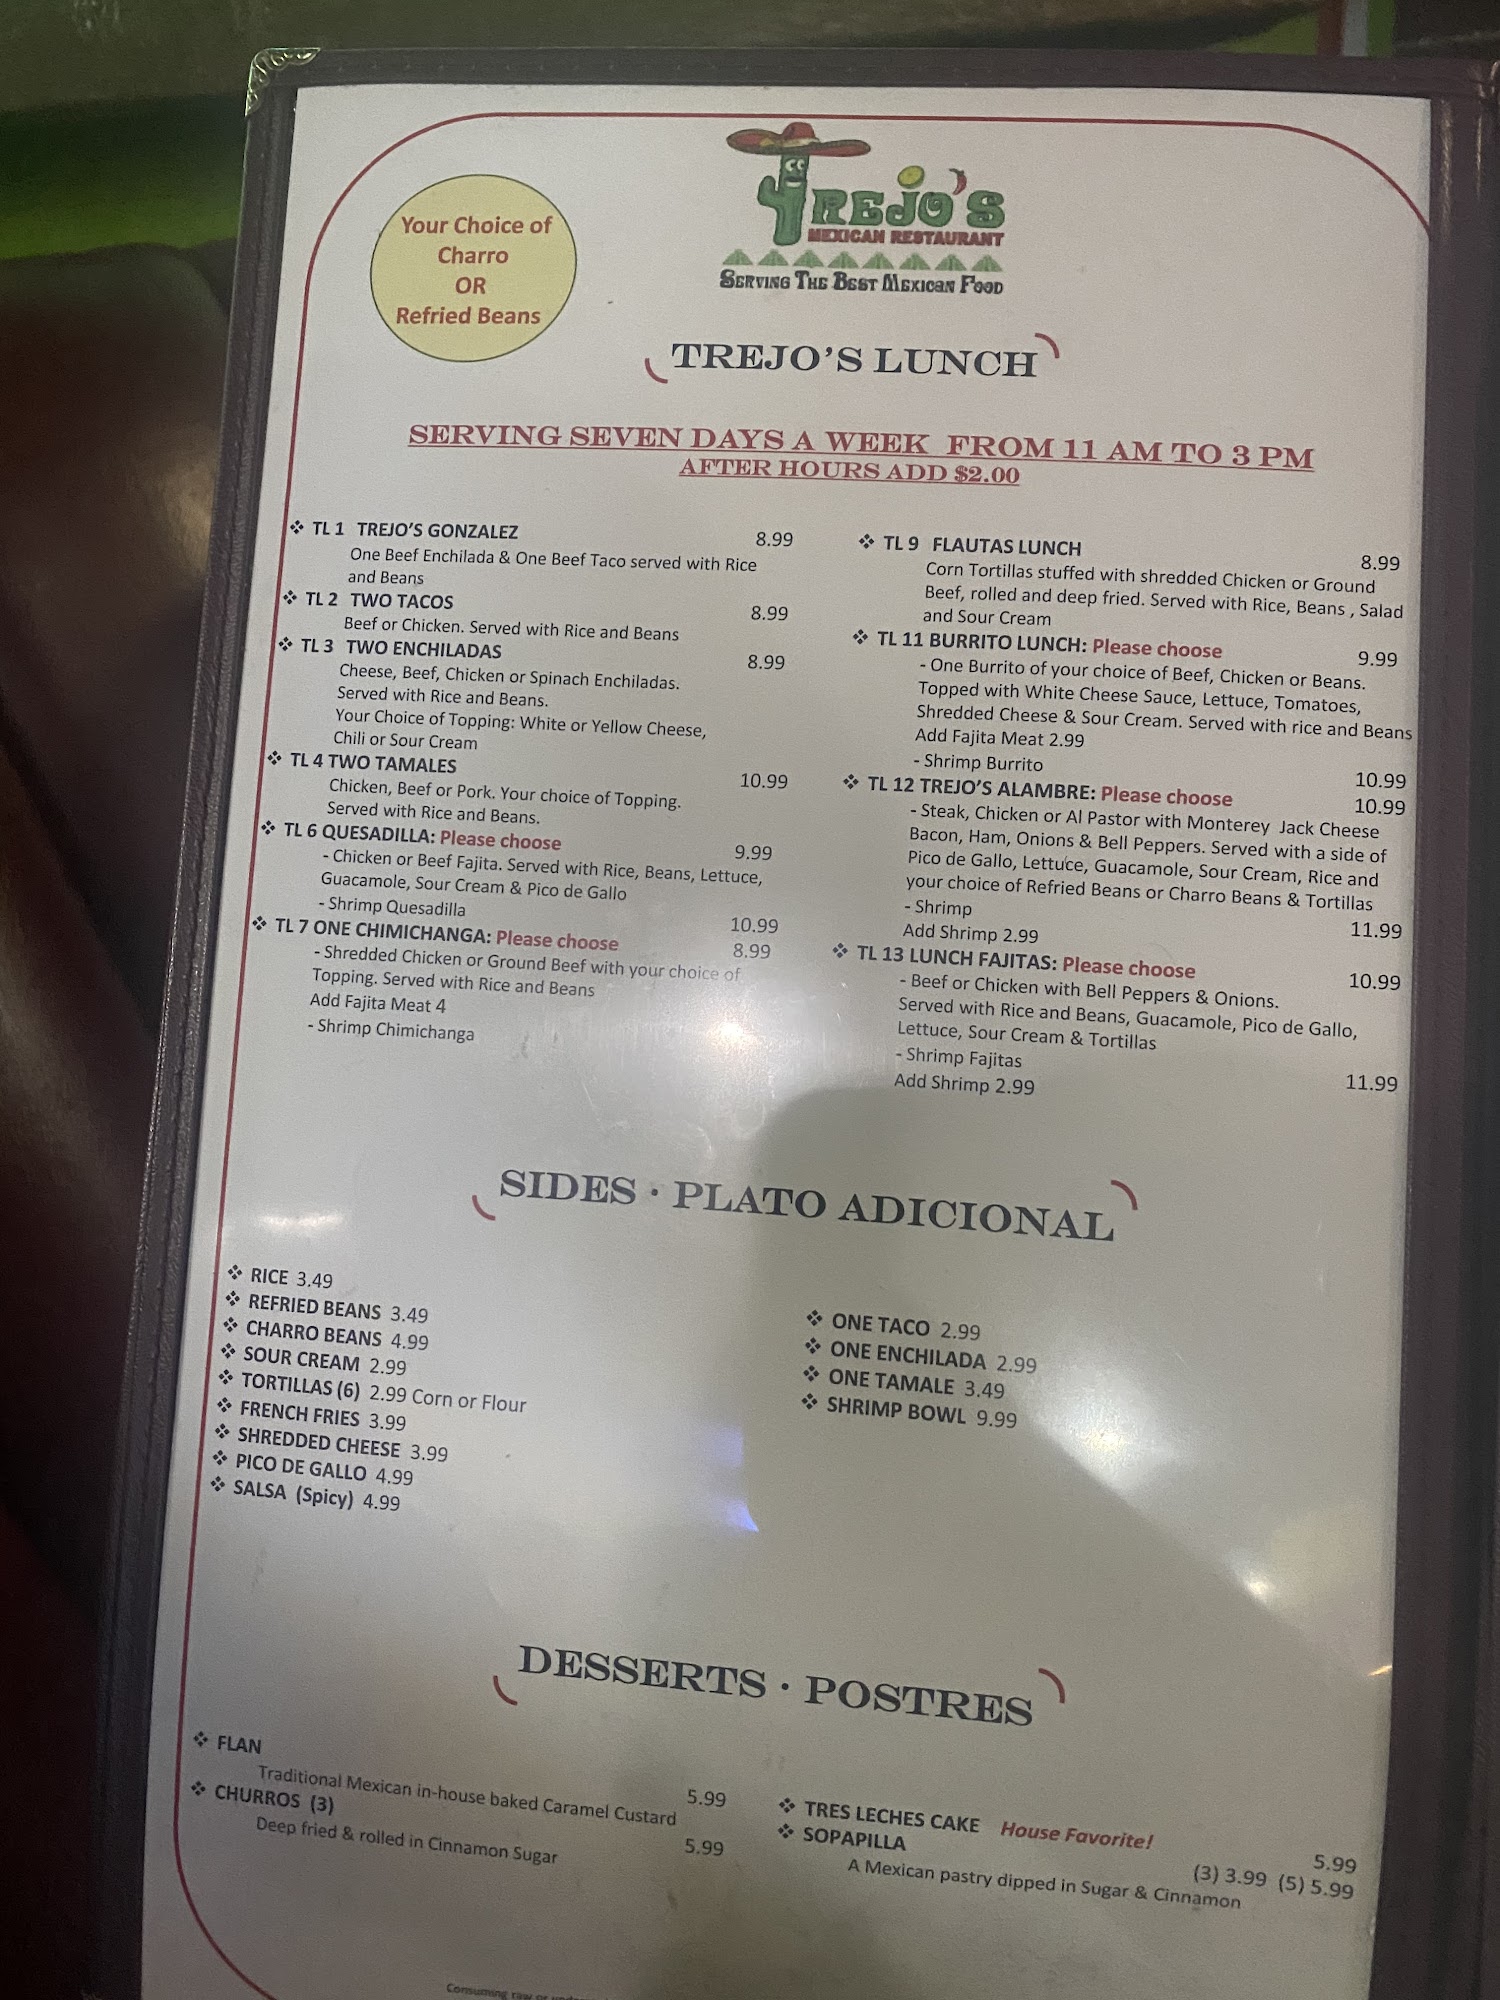 Your Choice of
Charro
OR
Refried Beans
TREJO'S
MEXICAN RESTAURANT
SERVING THE BEST MEXICAN FOOD
TREJO'S LUNCH
SERVING SEVEN DAYS A WEEK FROM 11 AM TO 3 PM
AFTER HOURS ADD $2.00
❖ TL 1 TREJO'S GONZALEZ 8.99
One Beef Enchilada & One Beef Taco served with Rice
and Beans
❖ TL 2 TWO TACOS 8.99
Beef or Chicken. Served with Rice and Beans
❖ TL 3 TWO ENCHILADAS 8.99
Cheese, Beef, Chicken or Spinach Enchiladas.
Served with Rice and Beans.
Your Choice of Topping: White or Yellow Cheese,
Chili or Sour Cream
❖ TL 4 TWO TAMALES 10.99
Chicken, Beef or Pork. Your choice of Topping.
Served with Rice and Beans.
❖ TL 6 QUESADILLA: Please choose 9.99
- Chicken or Beef Fajita. Served with Rice, Beans, Lettuce,
Guacamole, Sour Cream & Pico de Gallo
- Shrimp Quesadilla 10.99
❖ TL 7 ONE CHIMICHANGA: Please choose 8.99
- Shredded Chicken or Ground Beef with your choice of
Topping. Served with Rice and Beans
Add Fajita Meat 4
- Shrimp Chimichanga
❖ TL 9 FLAUTAS LUNCH 8.99
Corn Tortillas stuffed with shredded Chicken or Ground
Beef, rolled and deep fried. Served with Rice, Beans , Salad
and Sour Cream
❖ TL 11 BURRITO LUNCH: Please choose 9.99
- One Burrito of your choice of Beef, Chicken or Beans.
Topped with White Cheese Sauce, Lettuce, Tomatoes,
Shredded Cheese & Sour Cream. Served with rice and Beans
Add Fajita Meat 2.99
- Shrimp Burrito 10.99
❖ TL 12 TREJO'S ALAMBRE: Please choose 10.99
- Steak, Chicken or Al Pastor with Monterey Jack Cheese
Bacon, Ham, Onions & Bell Peppers. Served with a side of
Pico de Gallo, Lettuce, Guacamole, Sour Cream, Rice and
your choice of Refried Beans or Charro Beans & Tortillas
- Shrimp 11.99
Add Shrimp 2.99
❖ TL 13 LUNCH FAJITAS: Please choose 10.99
- Beef or Chicken with Bell Peppers & Onions.
Served with Rice and Beans, Guacamole, Pico de Gallo,
Lettuce, Sour Cream & Tortillas
- Shrimp Fajitas 11.99
Add Shrimp 2.99
SIDES · PLATO ADICIONAL
❖ RICE 3.49
❖ REFRIED BEANS 3.49
❖ CHARRO BEANS 4.99
❖ SOUR CREAM 2.99
❖ TORTILLAS (6) 2.99 Corn or Flour
❖ FRENCH FRIES 3.99
❖ SHREDDED CHEESE 3.99
❖ PICO DE GALLO 4.99
❖ SALSA (Spicy) 4.99
❖ ONE TACO 2.99
❖ ONE ENCHILADA 2.99
❖ ONE TAMALE 3.49
❖ SHRIMP BOWL 9.99
DESSERTS · POSTRES
❖ FLAN 5.99
Traditional Mexican in-house baked Caramel Custard
❖ CHURROS (3) 5.99
Deep fried & rolled in Cinnamon Sugar
❖ TRES LECHES CAKE House Favorite! 5.99
❖ SOPAPILLA (3) 3.99 (5) 5.99
A Mexican pastry dipped in Sugar & Cinnamon
Consuming raw or